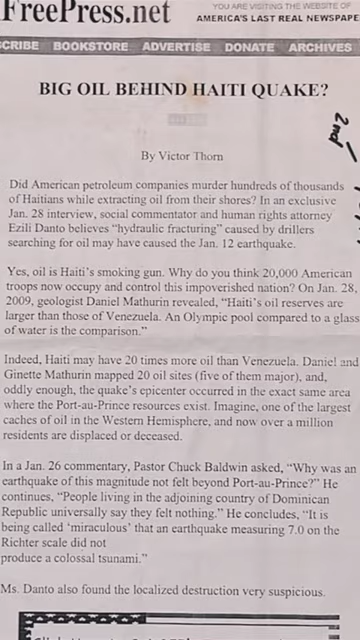 FreePress.net
YOU ARE VISITING THE WEBSITE OF
AMERICA'S LAST REAL NEWSPAPE
SCRIBE BOOKSTORE ADVERTISE DONATE ARCHIVES
BIG OIL BEHIND HAITI QUAKE?
2nd
By Victor Thorn
Did American petroleum companies murder hundreds of thousands
of Haitians while extracting oil from their shores? In an exclusive
Jan. 28 interview, social commentator and human rights attorney
Ezili Danto believes "hydraulic fracturing" caused by drillers
searching for oil may have caused the Jan. 12 earthquake.
Yes, oil is Haiti's smoking gun. Why do you think 20,000 American
troops now occupy and control this impoverished nation? On Jan. 28,
2009, geologist Daniel Mathurin revealed, "Haiti's oil reserves are
larger than those of Venezuela. An Olympic pool compared to a glass
of water is the comparison."
Indeed, Haiti may have 20 times more oil than Venezuela. Daniel and
Ginette Mathurin mapped 20 oil sites (five of them major), and,
oddly enough, the quake's epicenter occurred in the exact same area
where the Port-au-Prince resources exist. Imagine, one of the largest
caches of oil in the Western Hemisphere, and now over a million
residents are displaced or deceased.
In a Jan. 26 commentary, Pastor Chuck Baldwin asked, "Why was an
earthquake of this magnitude not felt beyond Port-au-Prince?" He
continues, "People living in the adjoining country of Dominican
Republic universally say they felt nothing." He concludes, "It is
being called 'miraculous' that an earthquake measuring 7.0 on the
Richter scale did not
produce a colossal tsunami."
Ms. Danto also found the localized destruction very suspicious.